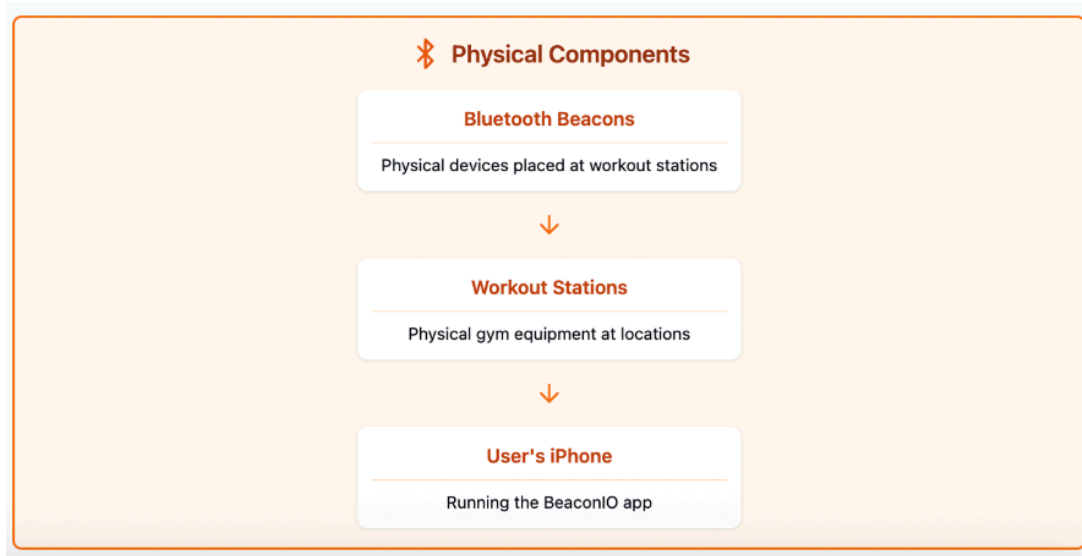 Physical Components
Bluetooth Beacons
Physical devices placed at workout stations
Workout Stations
Physical gym equipment at locations
User's iPhone
Running the BeaconIO app